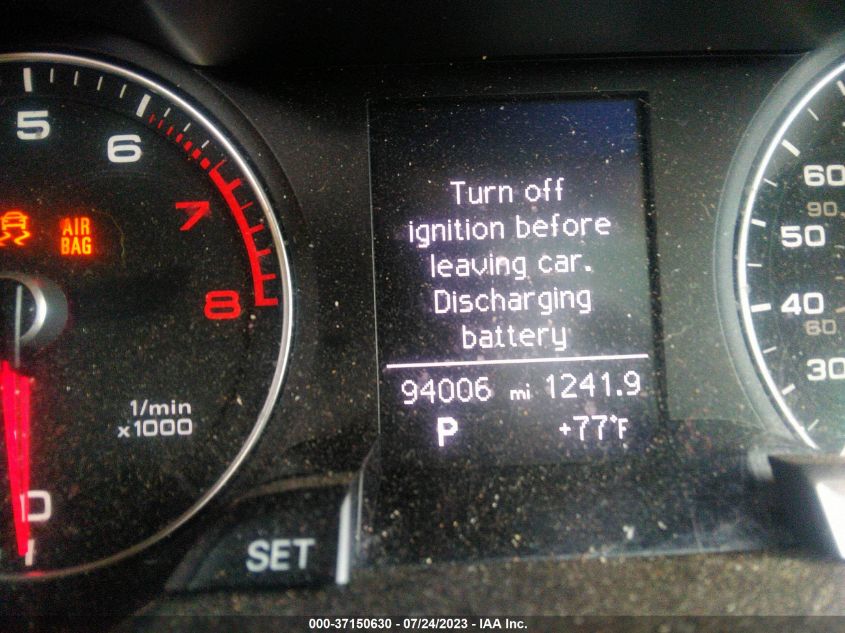 5
6
7
8
AIR
BAG
1/min
x1000
0
SET
Turn off
ignition before
leaving car.
Discharging
battery
94006 mi 1241.9
P +77°F
60
90
50
40
60
30
000-37150630 - 07/24/2023 - IAA Inc.